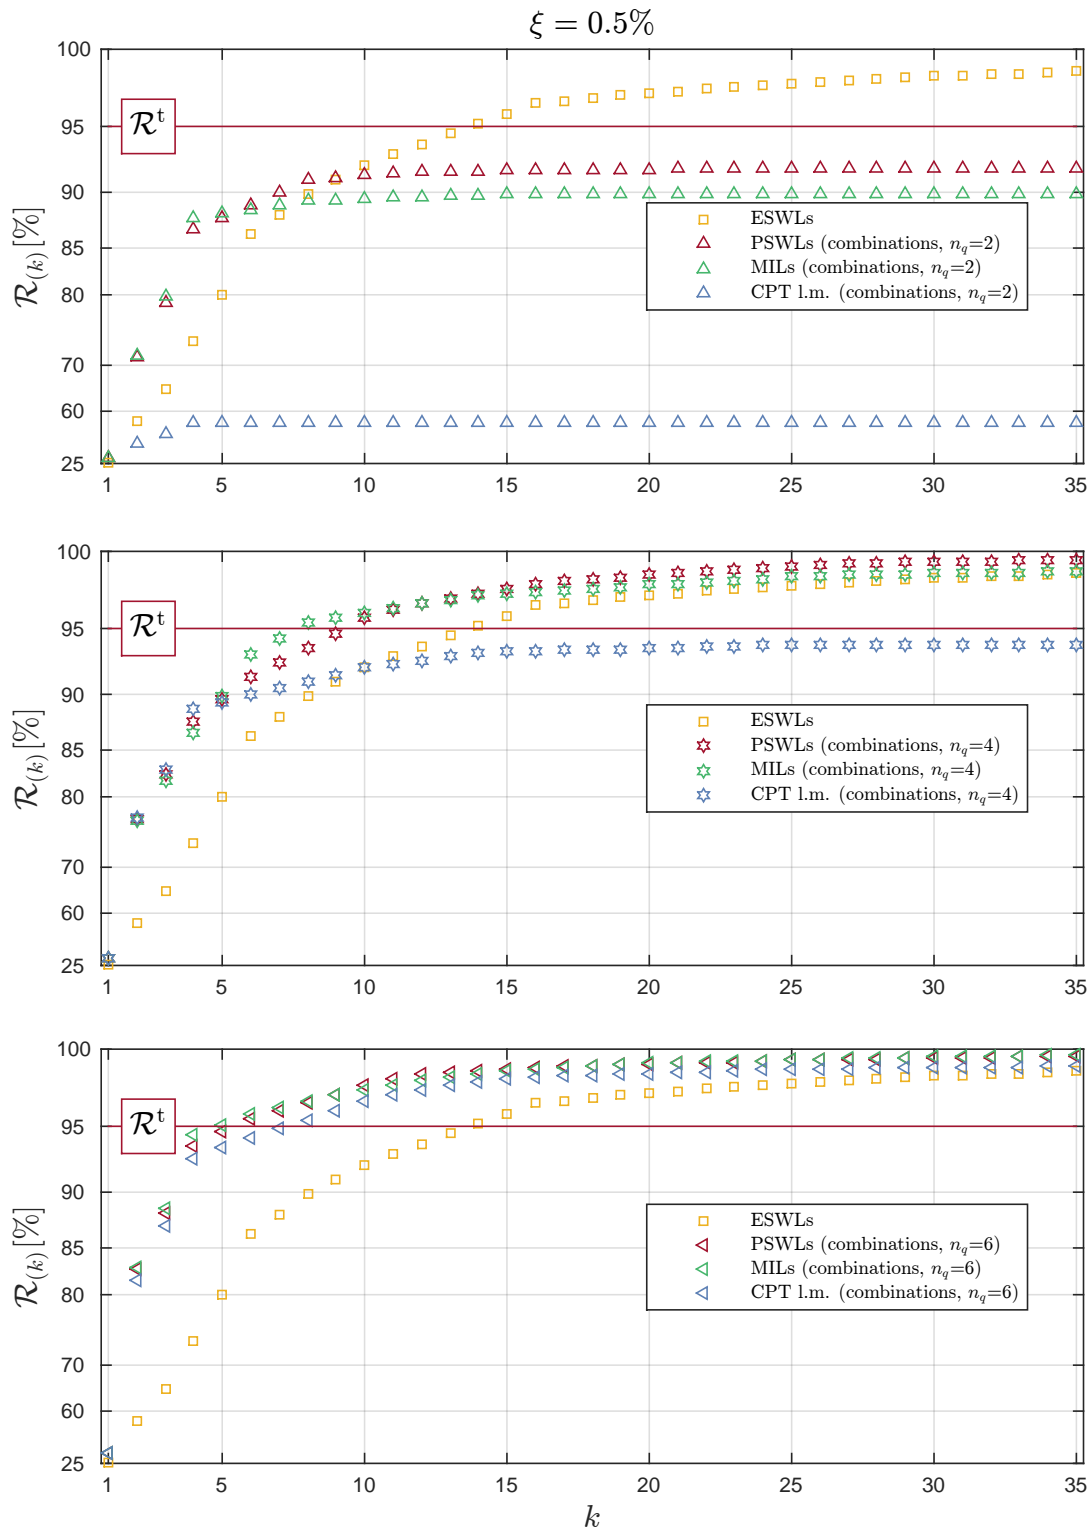 ξ = 0.5%
100
95
90
85
80
70
60
25
ℛ₍ₖ₎ [%]
ℛᵗ
ESWLs
PSWLs (combinations, n_q=2)
MILs (combinations, n_q=2)
CPT l.m. (combinations, n_q=2)
1 5 10 15 20 25 30 35
100
95
90
85
80
70
60
25
ℛ₍ₖ₎ [%]
ℛᵗ
ESWLs
PSWLs (combinations, n_q=4)
MILs (combinations, n_q=4)
CPT l.m. (combinations, n_q=4)
1 5 10 15 20 25 30 35
100
95
90
85
80
70
60
25
ℛ₍ₖ₎ [%]
ℛᵗ
ESWLs
PSWLs (combinations, n_q=6)
MILs (combinations, n_q=6)
CPT l.m. (combinations, n_q=6)
1 5 10 15 20 25 30 35
k